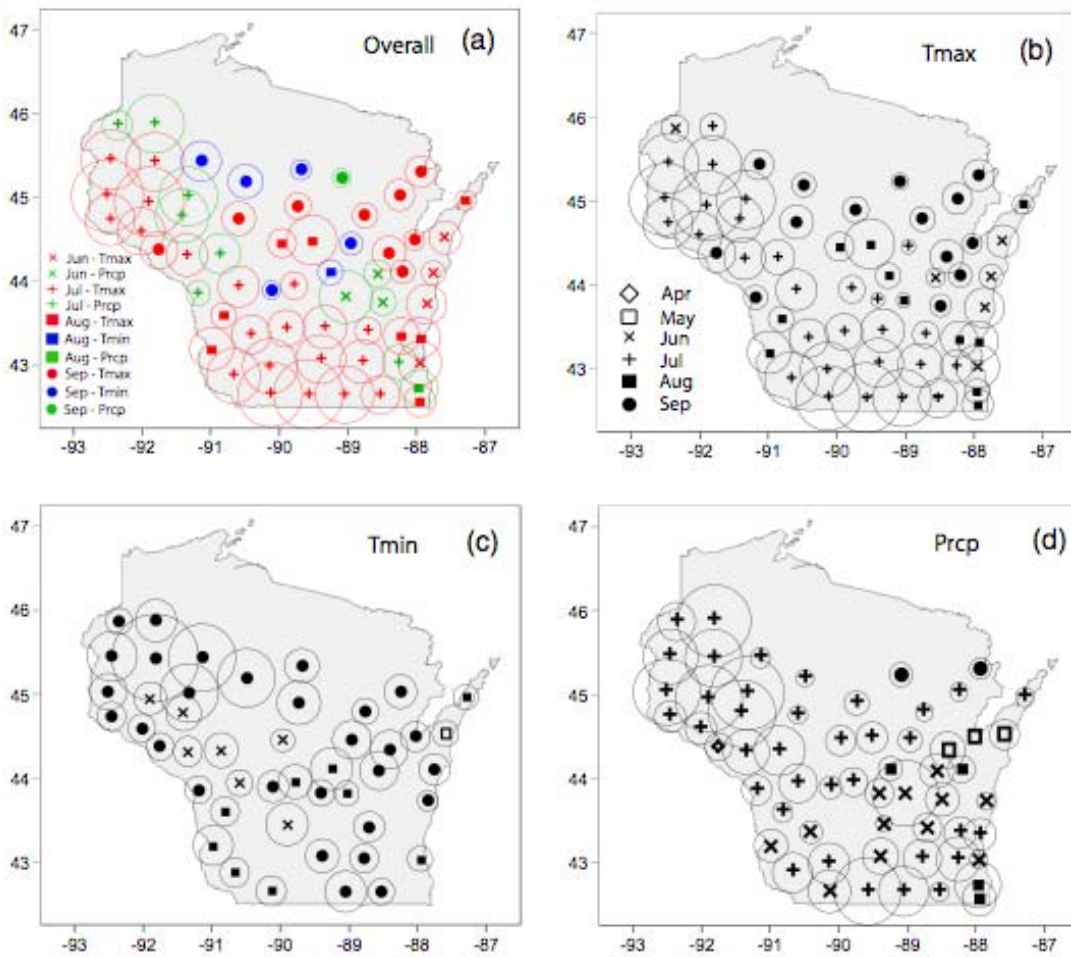 Overall (a)
47
46
45
44
43
× Jun - Tmax
× Jun - Prcp
+ Jul - Tmax
+ Jul - Prcp
■ Aug - Tmax
■ Aug - Tmin
■ Aug - Prcp
● Sep - Tmax
● Sep - Tmin
● Sep - Prcp
-93 -92 -91 -90 -89 -88 -87
Tmax (b)
47
46
45
44
43
◇ Apr
□ May
× Jun
+ Jul
■ Aug
● Sep
-93 -92 -91 -90 -89 -88 -87
Tmin (c)
47
46
45
44
43
-93 -92 -91 -90 -89 -88 -87
Prcp (d)
47
46
45
44
43
-93 -92 -91 -90 -89 -88 -87